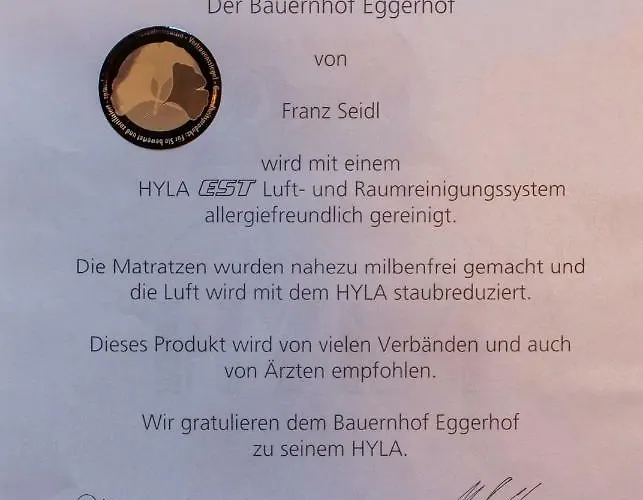 Der Bauernhof Eggerhof
von
Franz Seidl
wird mit einem
HYLA EST Luft- und Raumreinigungssystem
allergiefreundlich gereinigt.
Die Matratzen wurden nahezu milbenfrei gemacht und
die Luft wird mit dem HYLA staubreduziert.
Dieses Produkt wird von vielen Verbänden und auch
von Ärzten empfohlen.
Wir gratulieren dem Bauernhof Eggerhof
zu seinem HYLA.